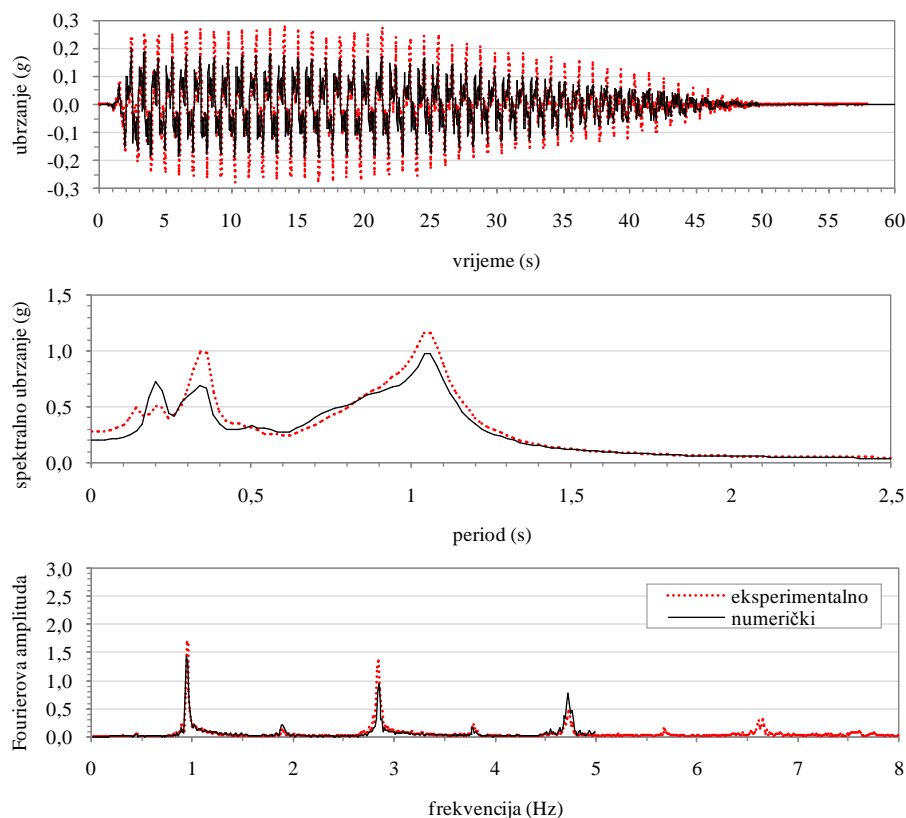 ubrzanje (g)
0,3
0,2
0,1
0,0
-0,1
-0,2
-0,3
0 5 10 15 20 25 30 35 40 45 50 55 60
vrijeme (s)
spektralno ubrzanje (g)
1,5
1,0
0,5
0,0
0 0,5 1 1,5 2 2,5
period (s)
Fourierova amplituda
3,0
2,5
2,0
1,5
1,0
0,5
0,0
eksperimentalno
numerički
0 1 2 3 4 5 6 7 8
frekvencija (Hz)